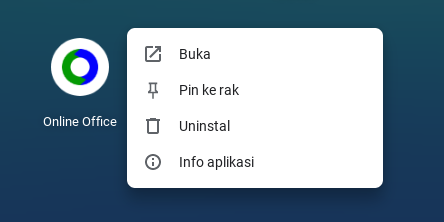 Buka
Pin ke rak
Online Office
Uninstal
Info aplikasi